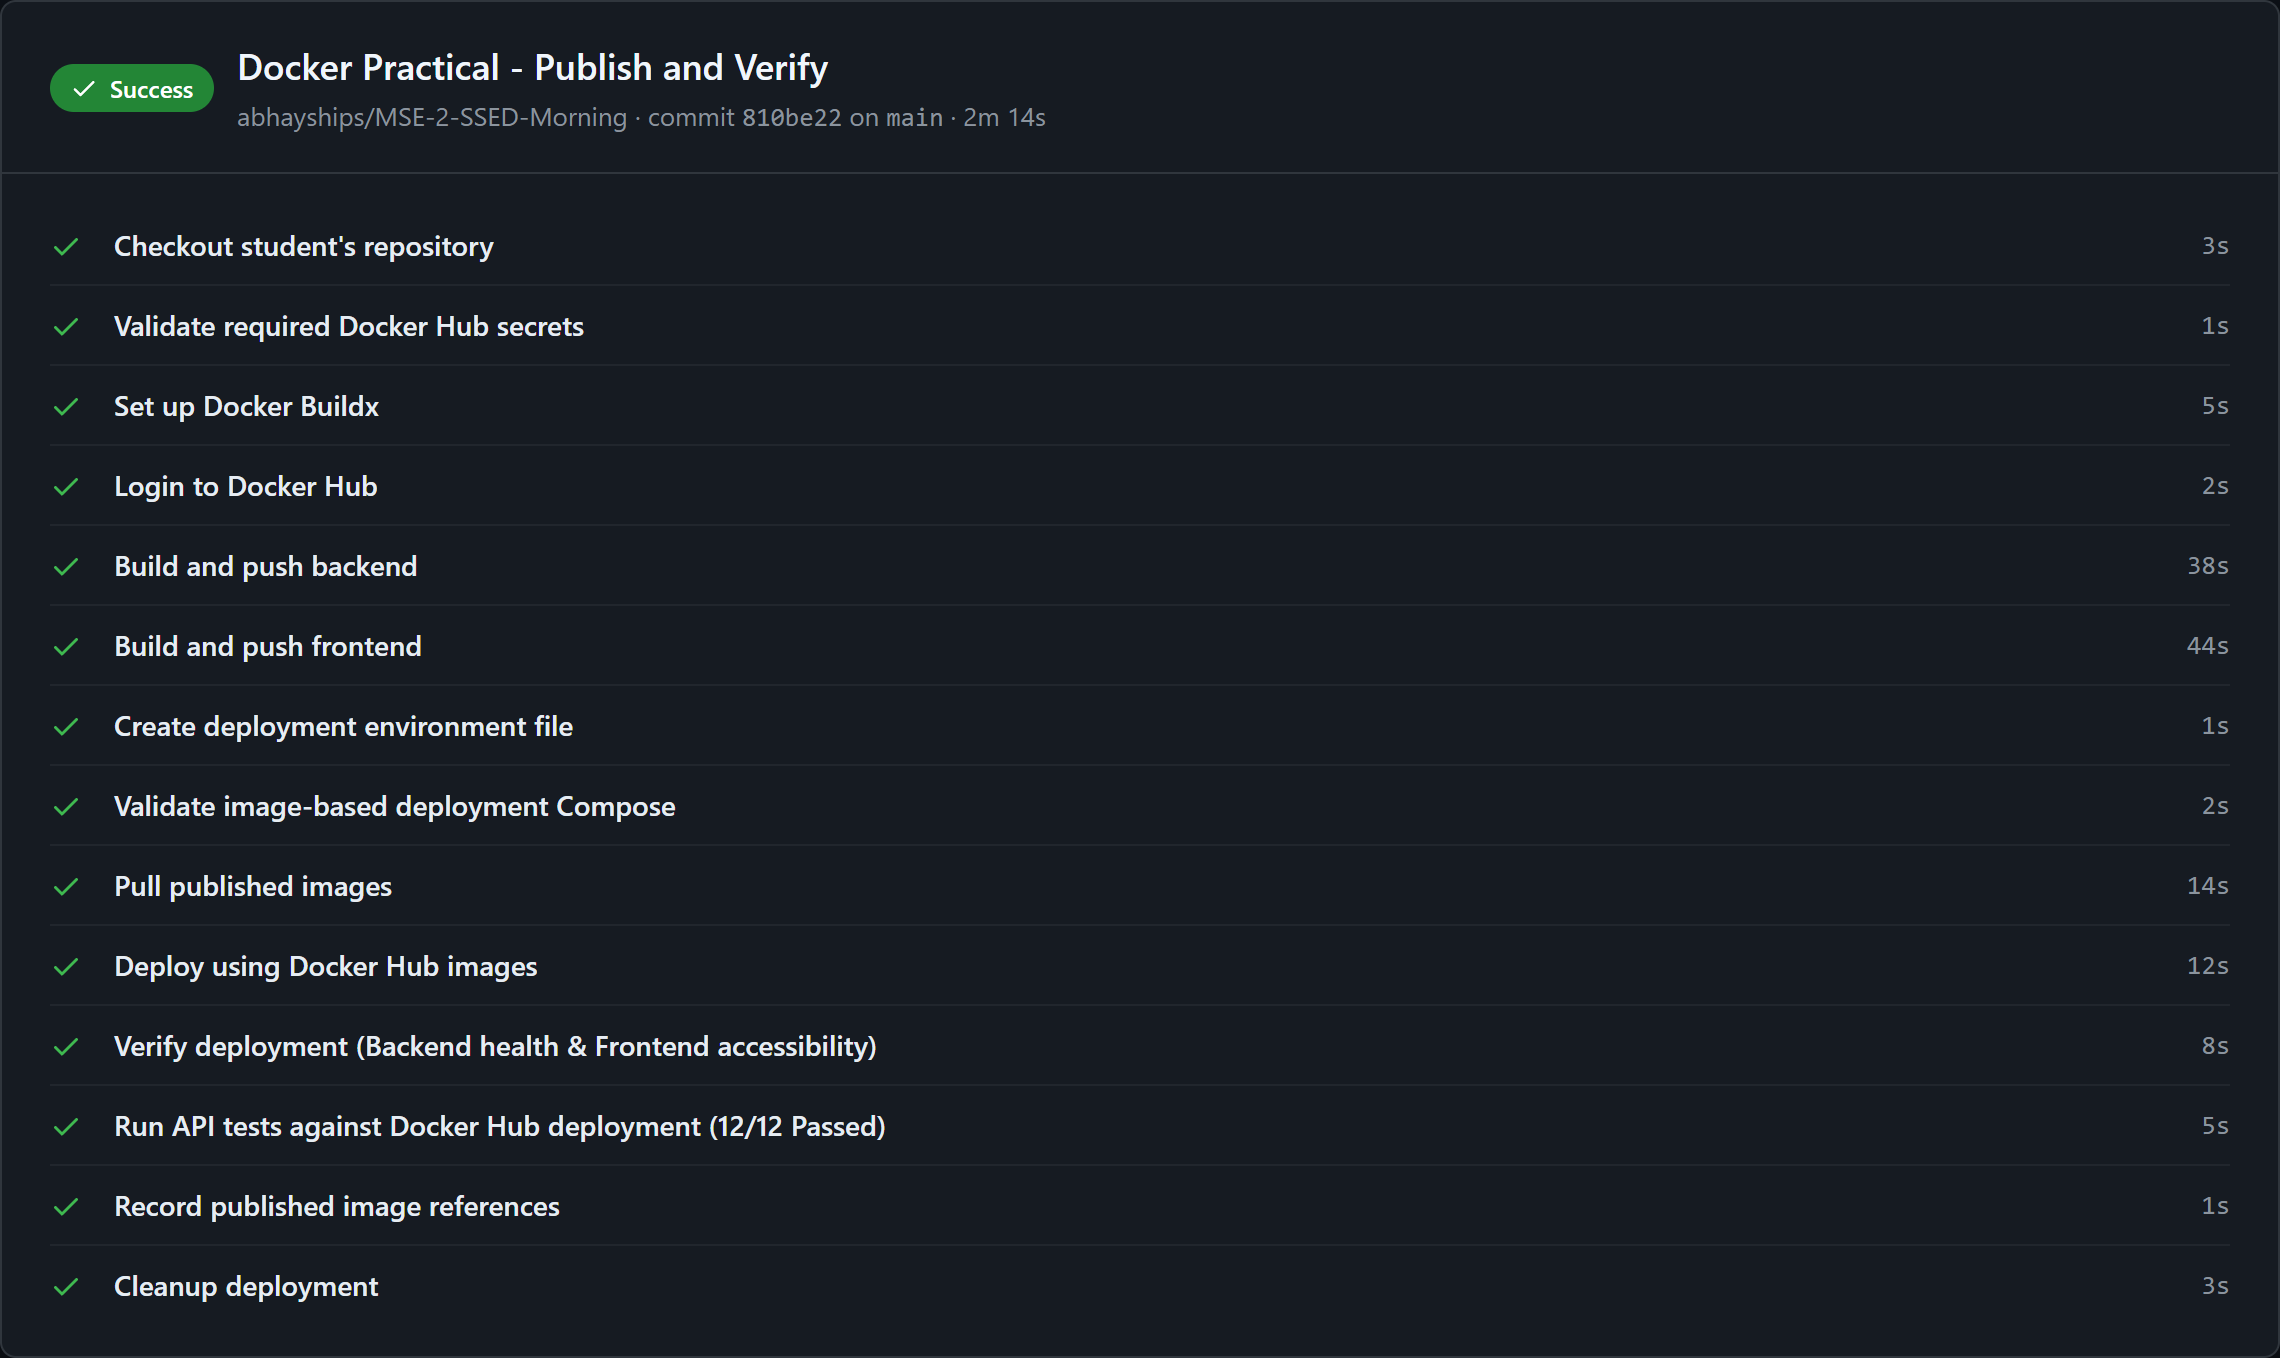 Success
Docker Practical - Publish and Verify
abhayships/MSE-2-SSED-Morning · commit 810be22 on main · 2m 14s
Checkout student's repository 3s
Validate required Docker Hub secrets 1s
Set up Docker Buildx 5s
Login to Docker Hub 2s
Build and push backend 38s
Build and push frontend 44s
Create deployment environment file 1s
Validate image-based deployment Compose 2s
Pull published images 14s
Deploy using Docker Hub images 12s
Verify deployment (Backend health & Frontend accessibility) 8s
Run API tests against Docker Hub deployment (12/12 Passed) 5s
Record published image references 1s
Cleanup deployment 3s